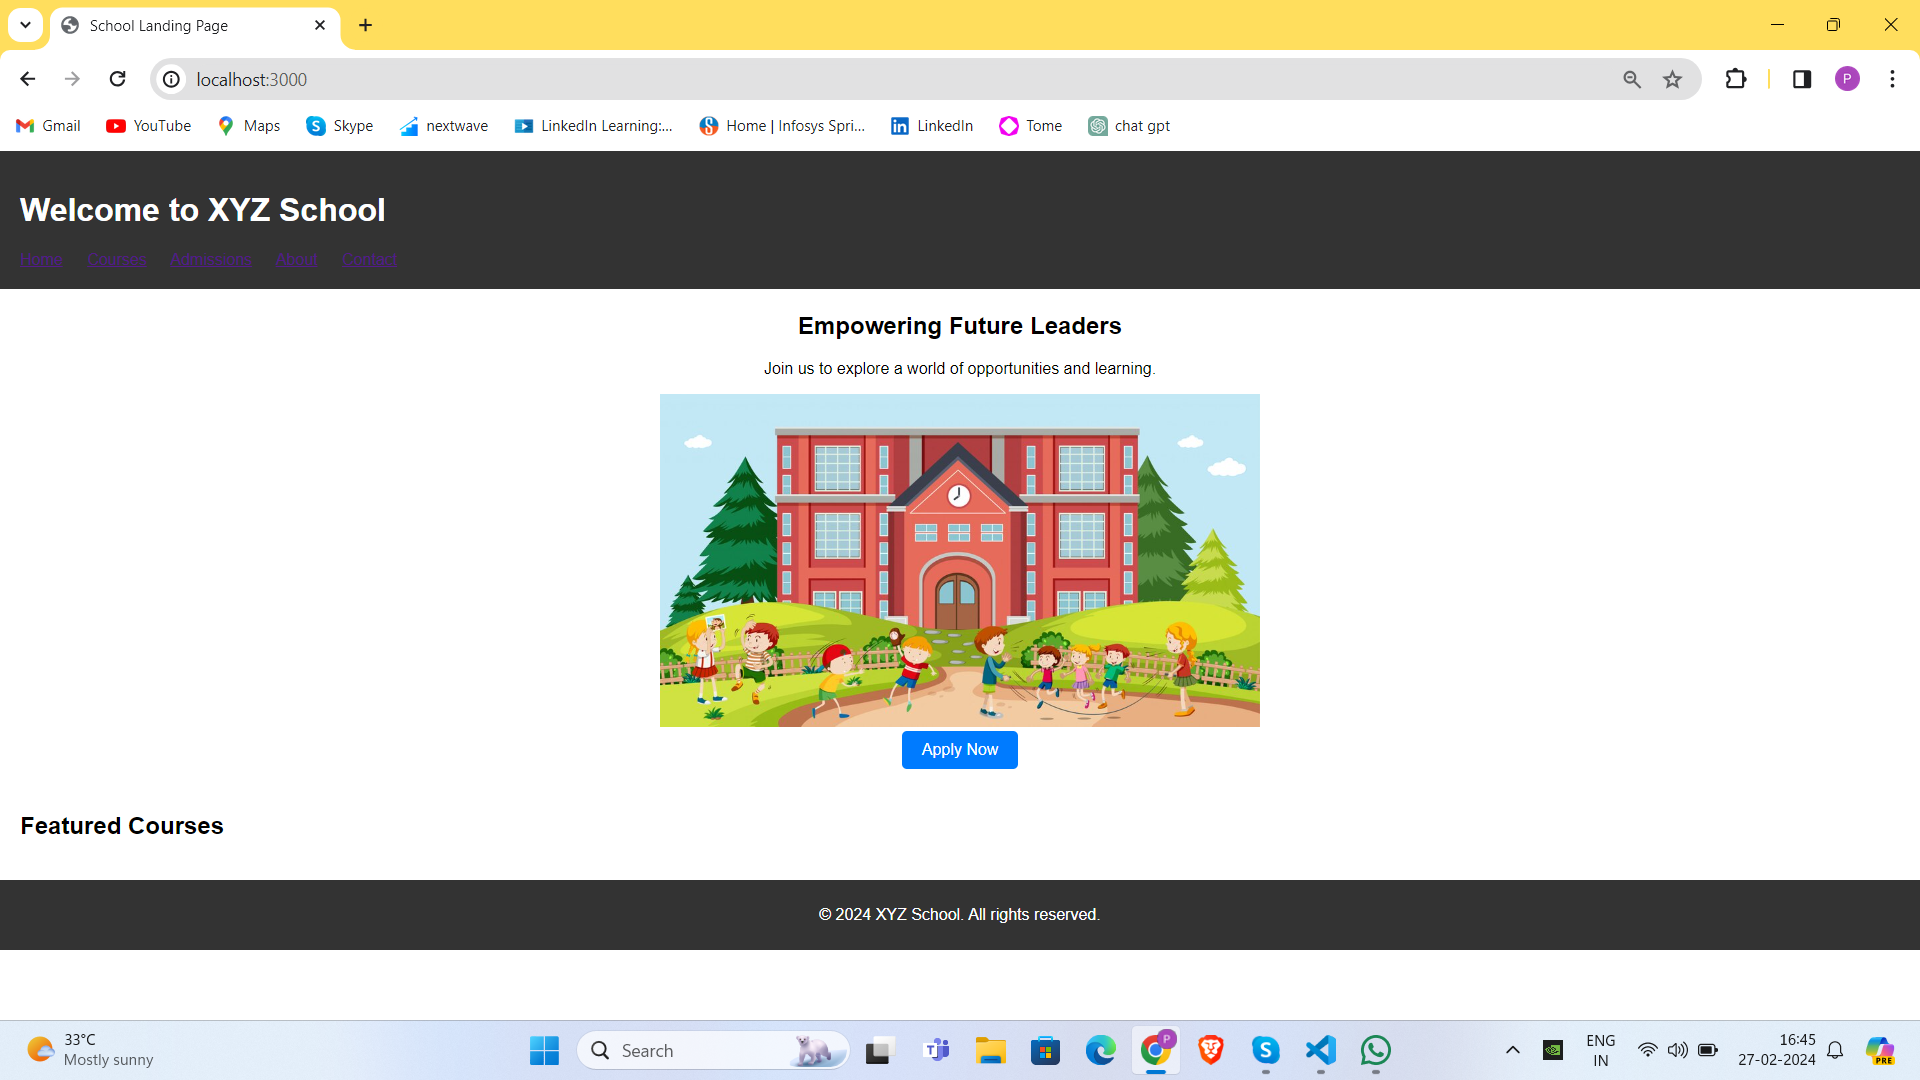 School Landing Page
localhost:3000
Gmail YouTube Maps Skype nextwave LinkedIn Learning:... Home | Infosys Spri... LinkedIn Tome chat gpt
P
Welcome to XYZ School
Home Courses Admissions About Contact
Empowering Future Leaders
Join us to explore a world of opportunities and learning.
Apply Now
Featured Courses
© 2024 XYZ School. All rights reserved.
33°C
Mostly sunny
Search
P
ENG
IN
16:45
27-02-2024
PRE